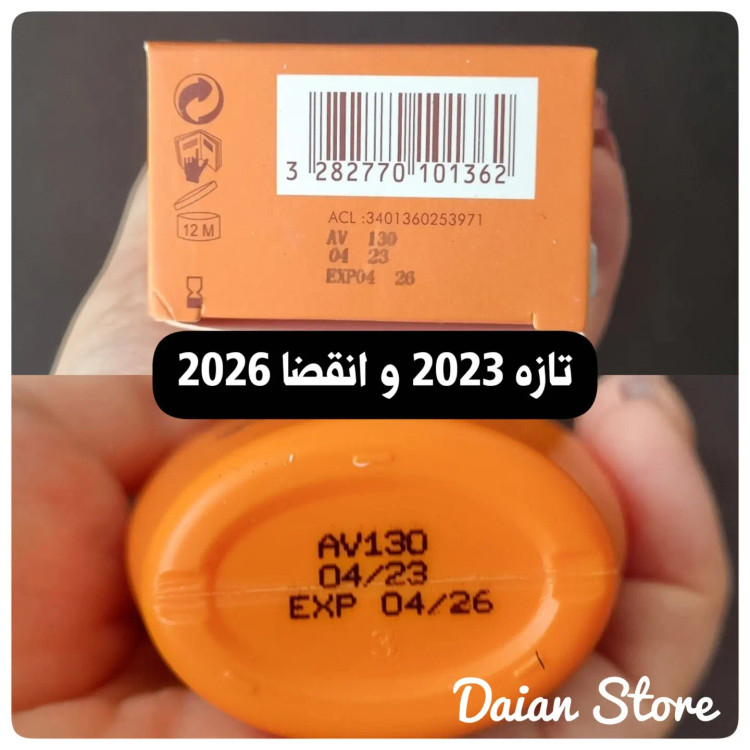 3 282770 101362
ACL :3401360253971
12 M
AV 130
04 23
EXP04 26
تازه 2023 و انقضا 2026
AV130
04/23
EXP 04/26
3
Daian Store